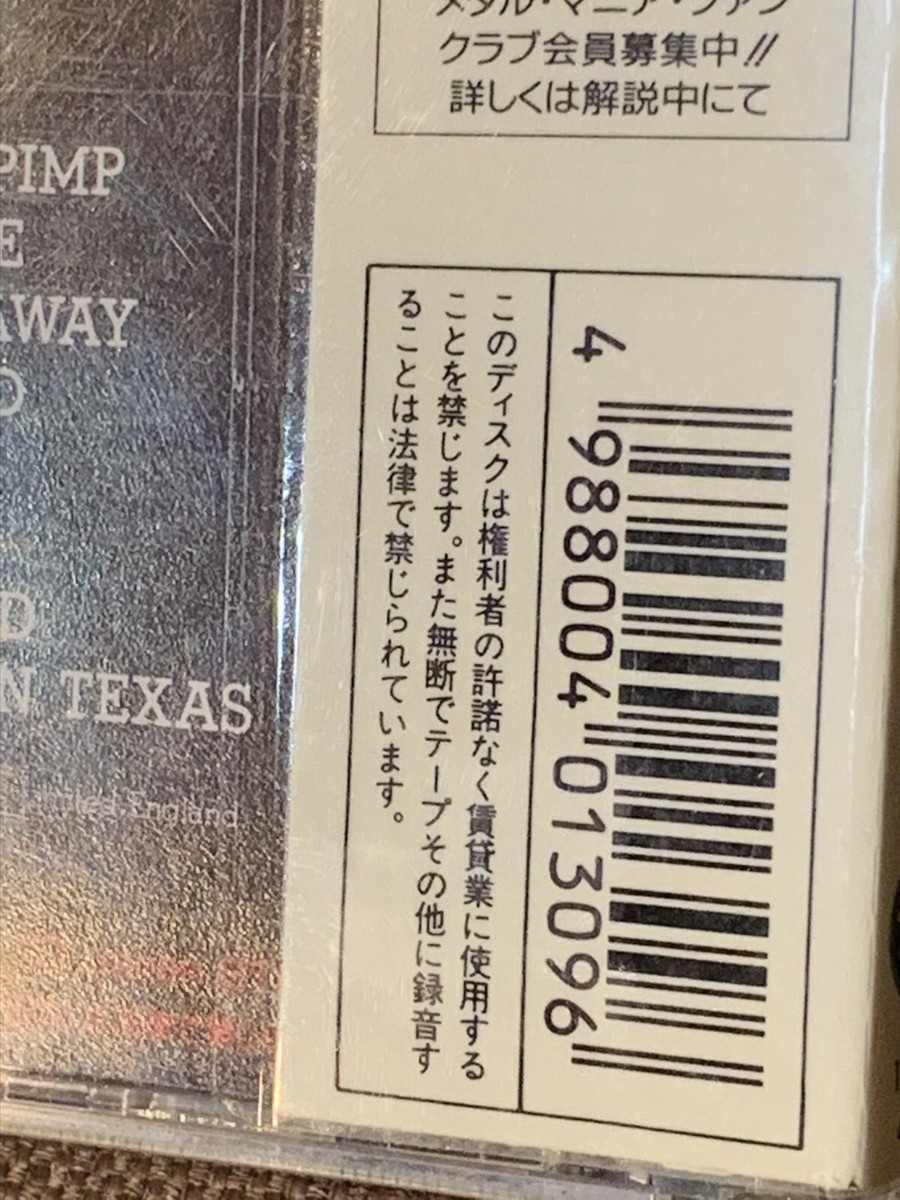 メタル・マニア・ファン
クラブ会員募集中!!
詳しくは解説中にて
PIMP
E
AWAY
O
D
N TEXAS
England
このディスクは権利者の許諾なく賃貸業に使用する
ことを禁じます。また無断でテープその他に録音す
ることは法律で禁じられています。
4 988004 013096